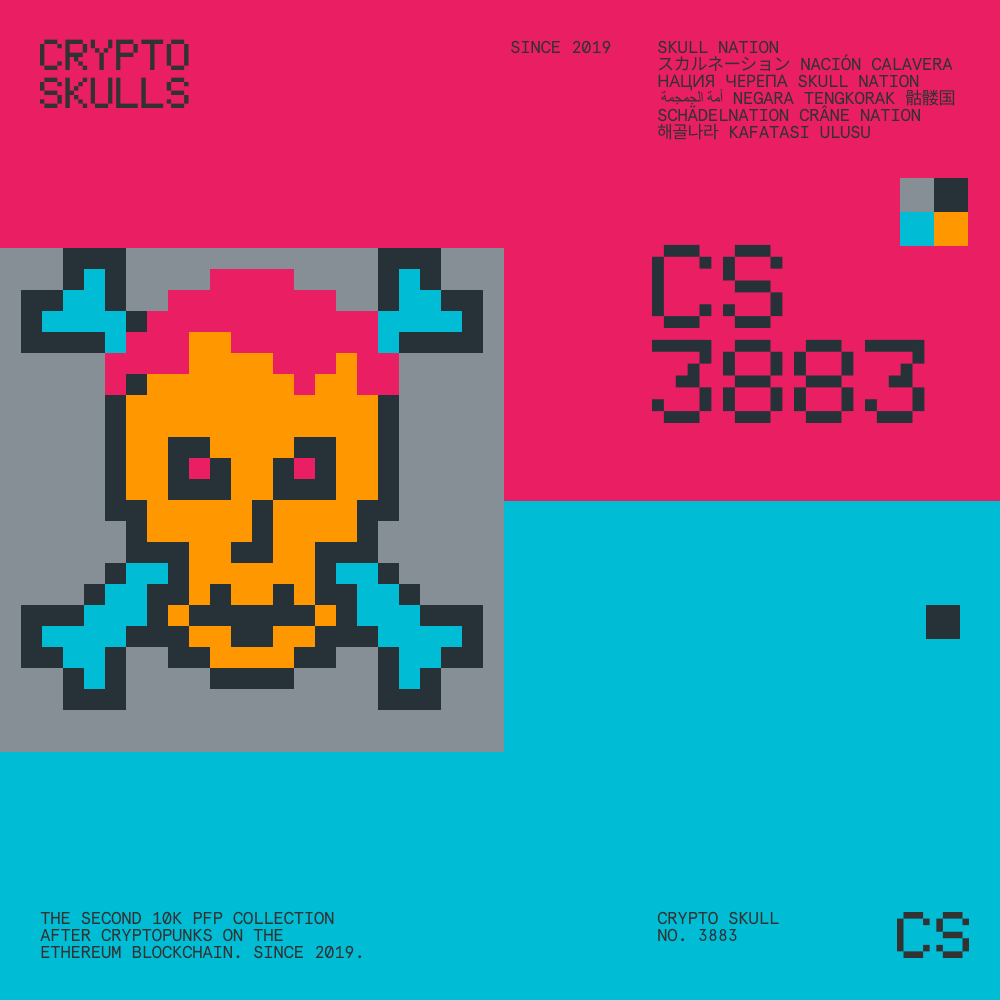 CRYPTO
SKULLS
SINCE 2019
SKULL NATION
スカルネーション NACIÓN CALAVERA
НАЦИЯ ЧЕРЕПА SKULL NATION
أمة الجمجمة NEGARA TENGKORAK 骷髅国
SCHÄDELNATION CRÂNE NATION
해골나라 KAFATASI ULUSU
CS
3883
THE SECOND 10K PFP COLLECTION
AFTER CRYPTOPUNKS ON THE
ETHEREUM BLOCKCHAIN. SINCE 2019.
CRYPTO SKULL
NO. 3883
CS